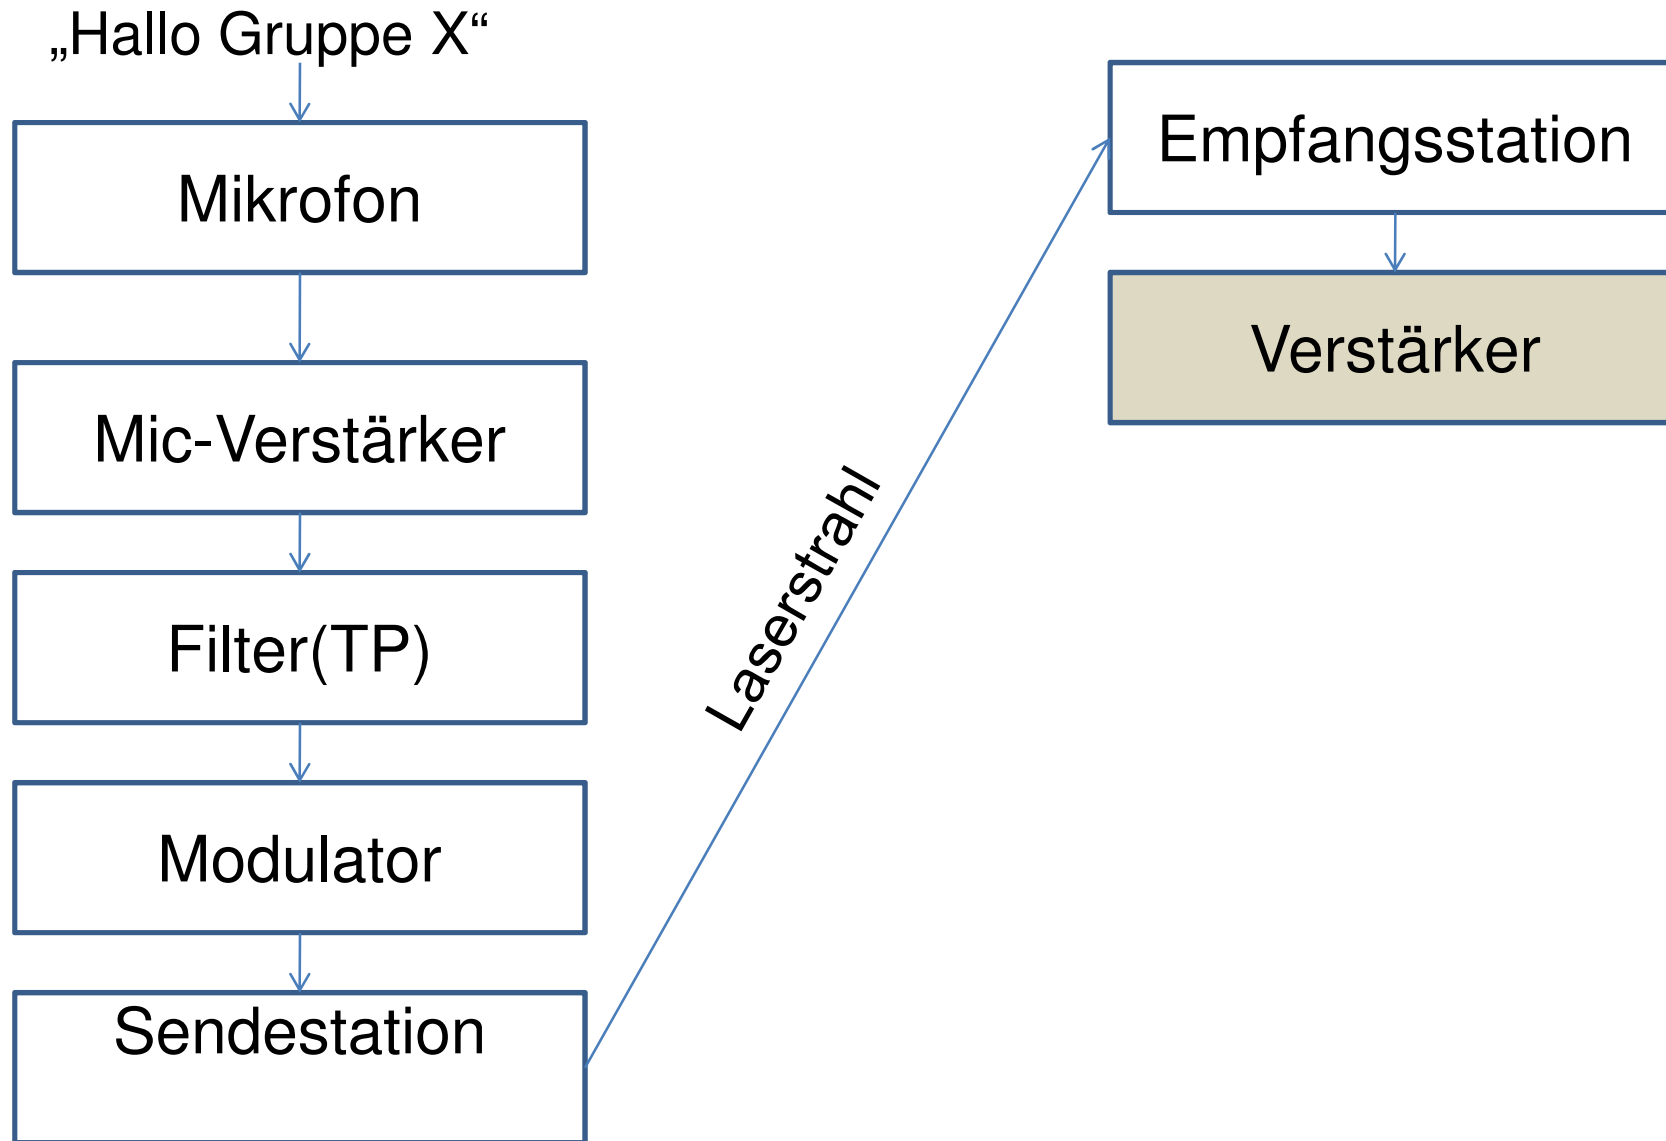 „Hallo Gruppe X“
Mikrofon
Mic-Verstärker
Filter(TP)
Modulator
Sendestation
Laserstrahl
Empfangsstation
Verstärker